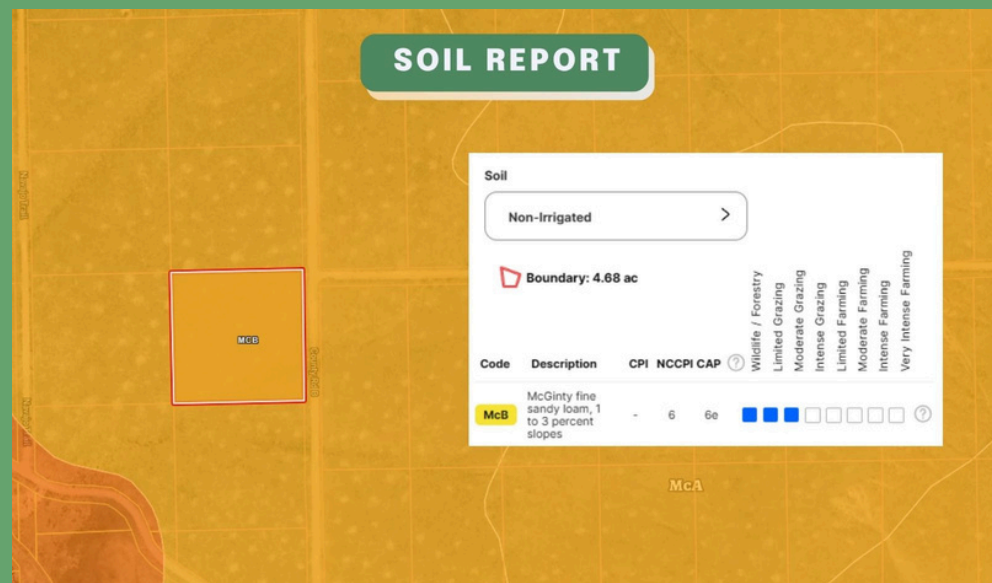 SOIL REPORT
Soil
Non-Irrigated
Boundary: 4.68 ac
Wildlife / Forestry
Limited Grazing
Moderate Grazing
Intense Grazing
Limited Farming
Moderate Farming
Intense Farming
Very Intense Farming
Code Description CPI NCCPI CAP ?
McB McGinty fine sandy loam, 1 to 3 percent slopes - 6 6e ?
MCB
McA